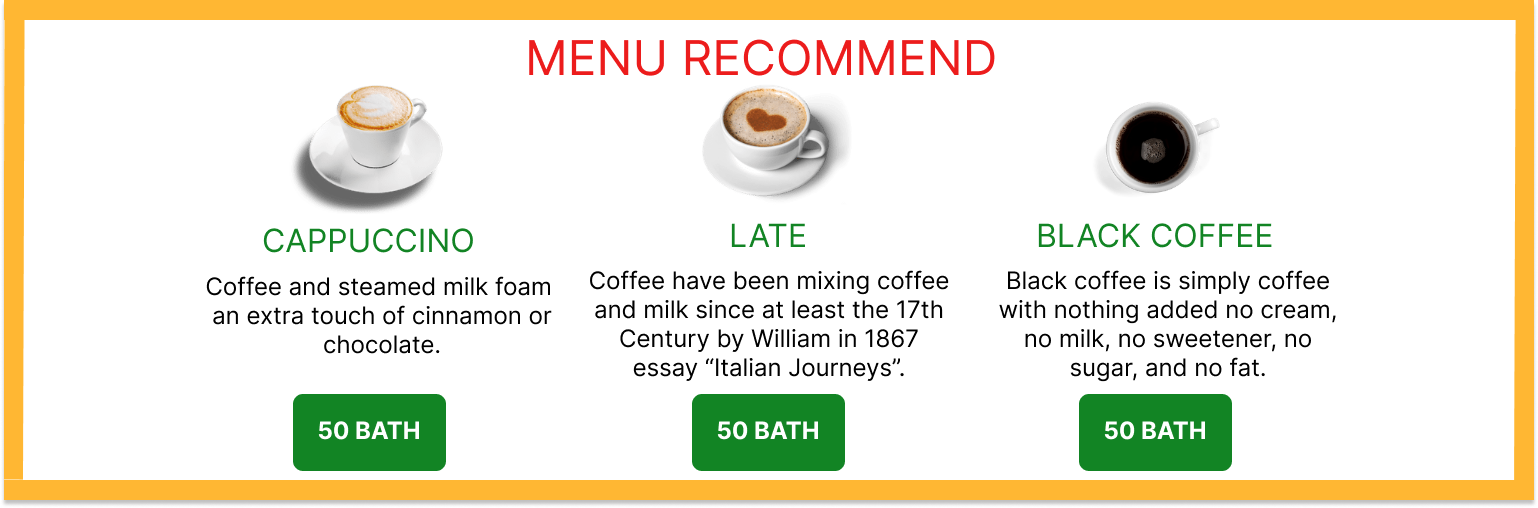 MENU RECOMMEND
CAPPUCCINO
Coffee and steamed milk foam
an extra touch of cinnamon or
chocolate.
50 BATH
LATE
Coffee have been mixing coffee
and milk since at least the 17th
Century by William in 1867
essay “Italian Journeys”.
50 BATH
BLACK COFFEE
Black coffee is simply coffee
with nothing added no cream,
no milk, no sweetener, no
sugar, and no fat.
50 BATH